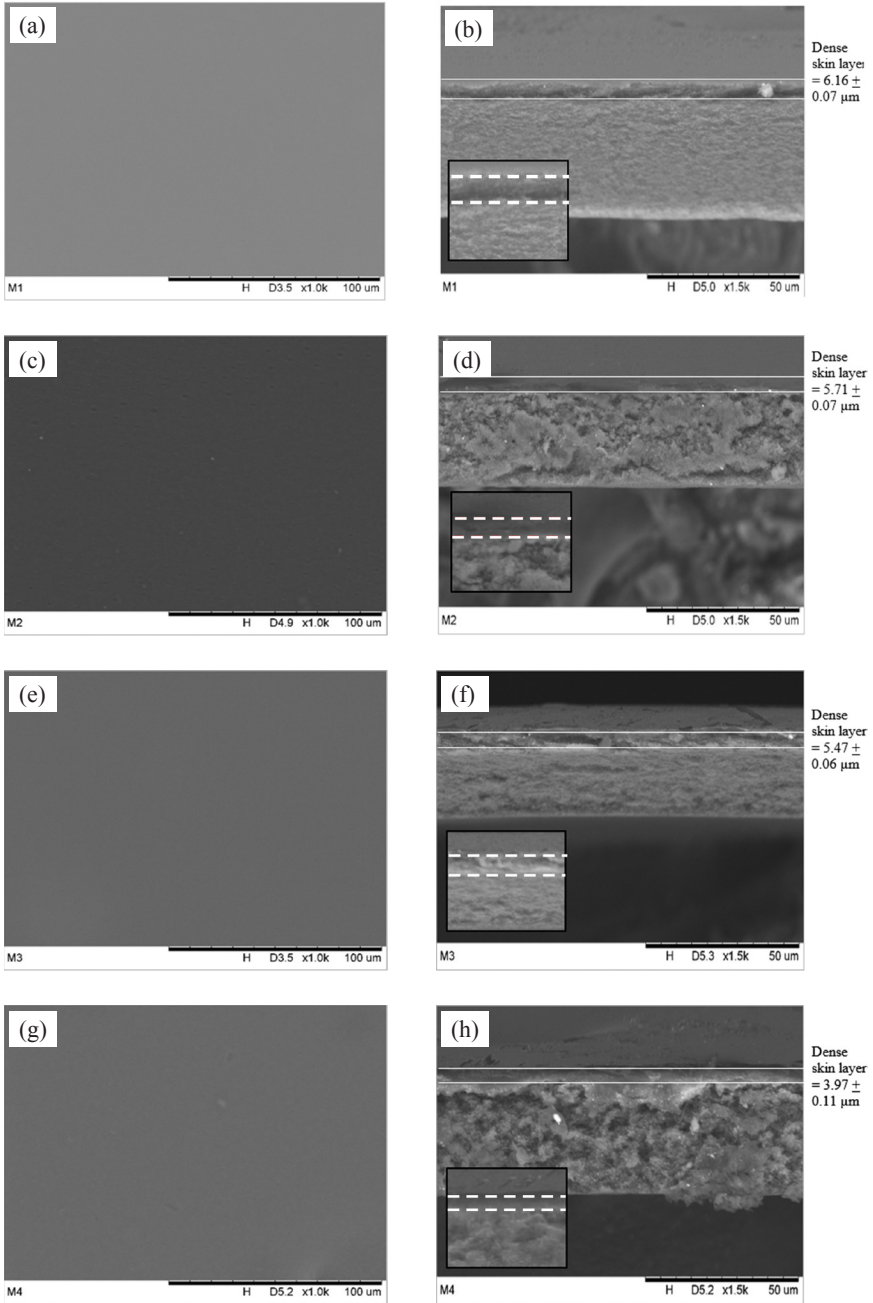 (a)
M1 H D3.5 x1.0k 100 um
(b)
M1 H D5.0 x1.5k 50 um
Dense
skin layer
= 6.16 ±
0.07 µm
(c)
M2 H D4.9 x1.0k 100 um
(d)
M2 H D5.0 x1.5k 50 um
Dense
skin layer
= 5.71 ±
0.07 µm
(e)
M3 H D3.5 x1.0k 100 um
(f)
M3 H D5.3 x1.5k 50 um
Dense
skin layer
= 5.47 ±
0.06 µm
(g)
M4 H D5.2 x1.0k 100 um
(h)
M4 H D5.2 x1.5k 50 um
Dense
skin layer
= 3.97 ±
0.11 µm